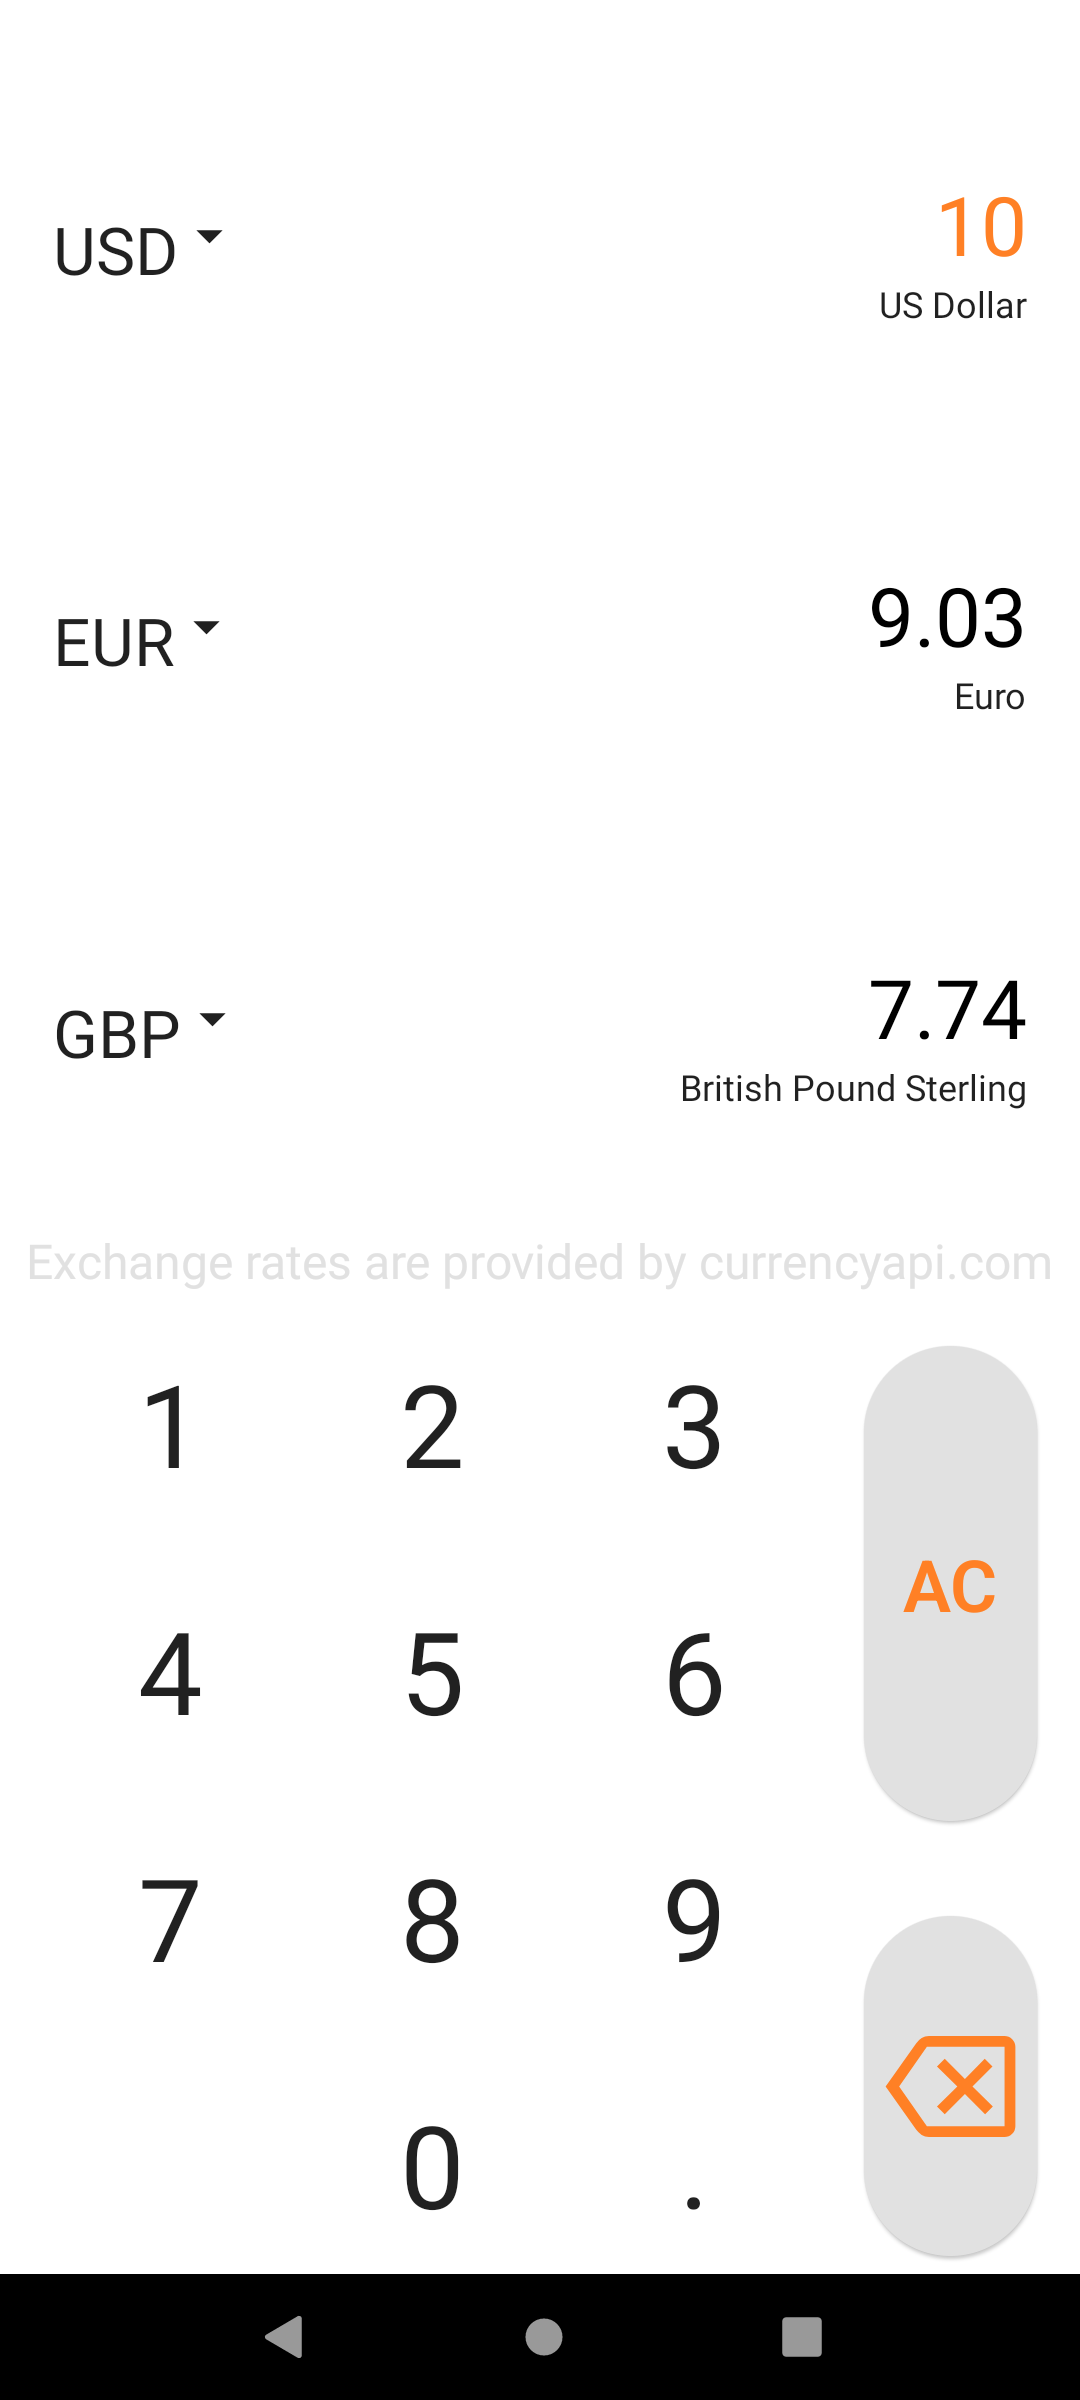 USD
10
US Dollar
EUR
9.03
Euro
GBP
7.74
British Pound Sterling
Exchange rates are provided by currencyapi.com
1 2 3
AC
4 5 6
7 8 9
0 .